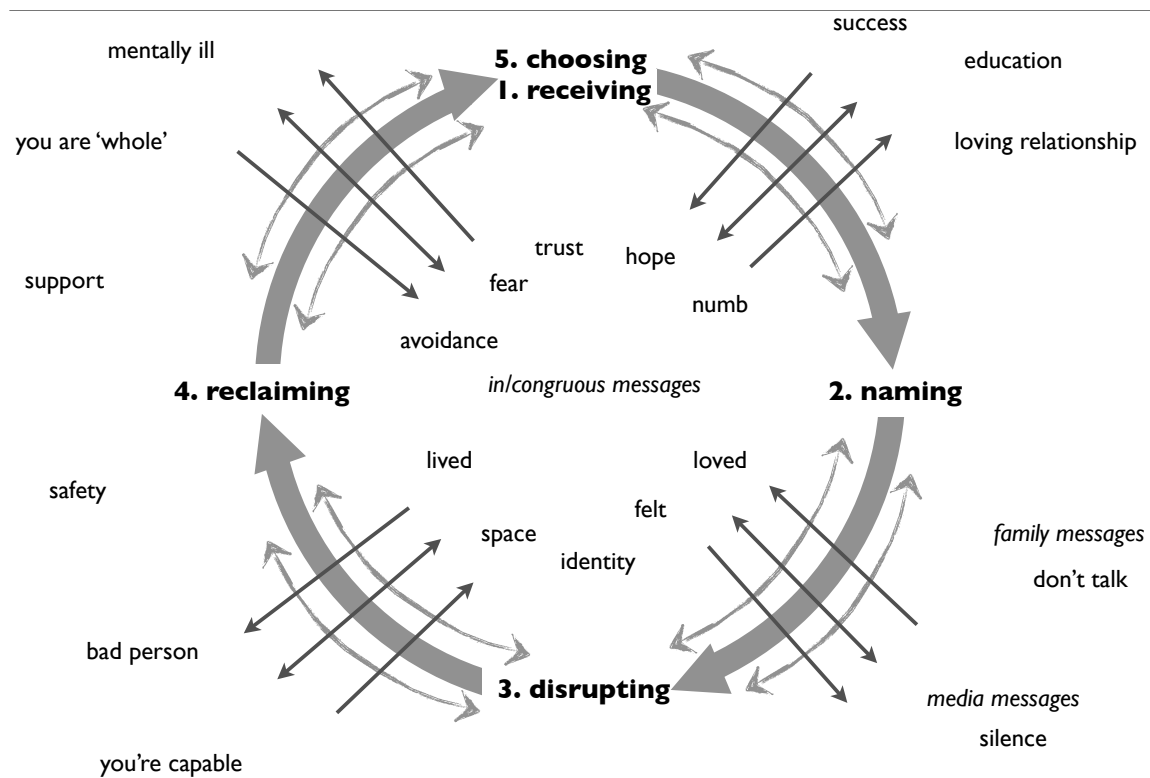 success
mentally ill
5. choosing
education
1. receiving
you are ‘whole’
loving relationship
trust
hope
support
fear
numb
avoidance
in/congruous messages
4. reclaiming
2. naming
lived
loved
safety
felt
space
family messages
identity
don’t talk
bad person
3. disrupting
media messages
silence
you’re capable